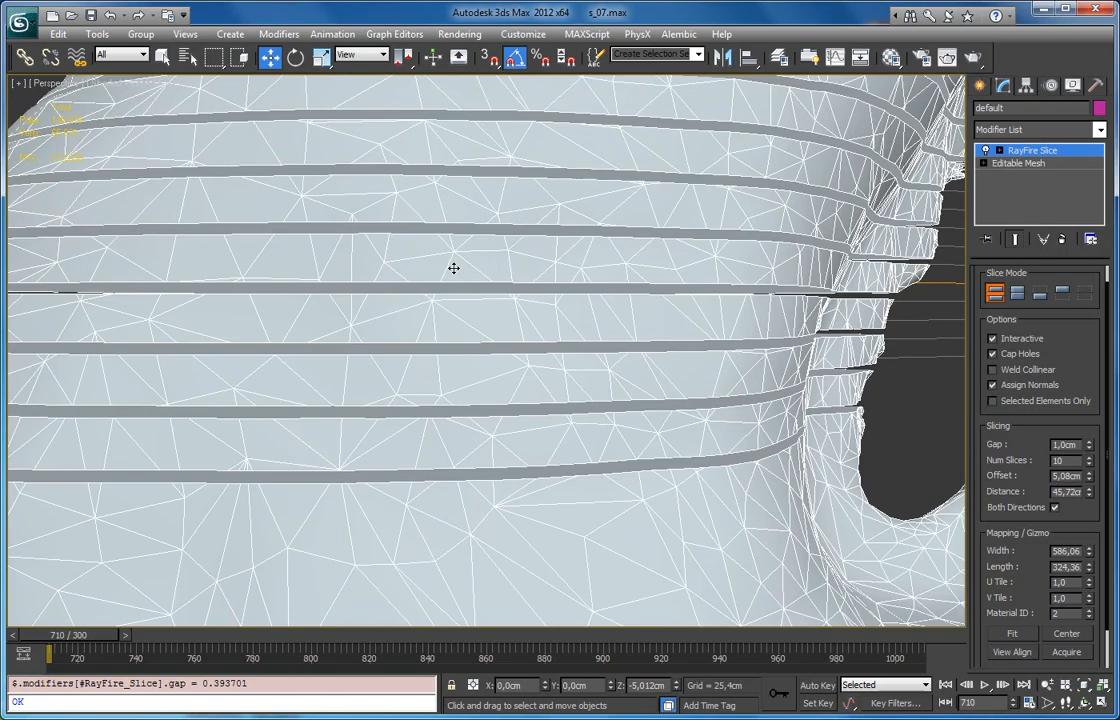 Autodesk 3ds Max 2012 x64 s_07.max
Edit Tools Group Views Create Modifiers Animation Graph Editors Rendering Customize MAXScript PhysX Alembic Help
All View 3 Create Selection Se
[ + ] [ Perspe
default
Modifier List
RayFire Slice
Editable Mesh
Slice Mode
Options
Interactive
Cap Holes
Weld Collinear
Assign Normals
Selected Elements Only
Slicing
Gap : 1,0cm
Num Slices : 10
Offset : 5,08cm
Distance : 45,72c
Both Directions
Mapping / Gizmo
Width : 586,06
Length : 324,36
U Tile : 1,0
V Tile : 1,0
Material ID : 2
Fit Center
View Align Acquire
< 710 / 300 >
720 740 760 780 800 820 840 860 880 900 920 940 960 980 1000
$.modifiers[#RayFire_Slice].gap = 0.393701
OK
X: 0,0cm Y: 0,0cm Z: -5,012cm Grid = 25,4cm
Click and drag to select and move objects Add Time Tag
Auto Key Selected
Set Key Key Filters...
710